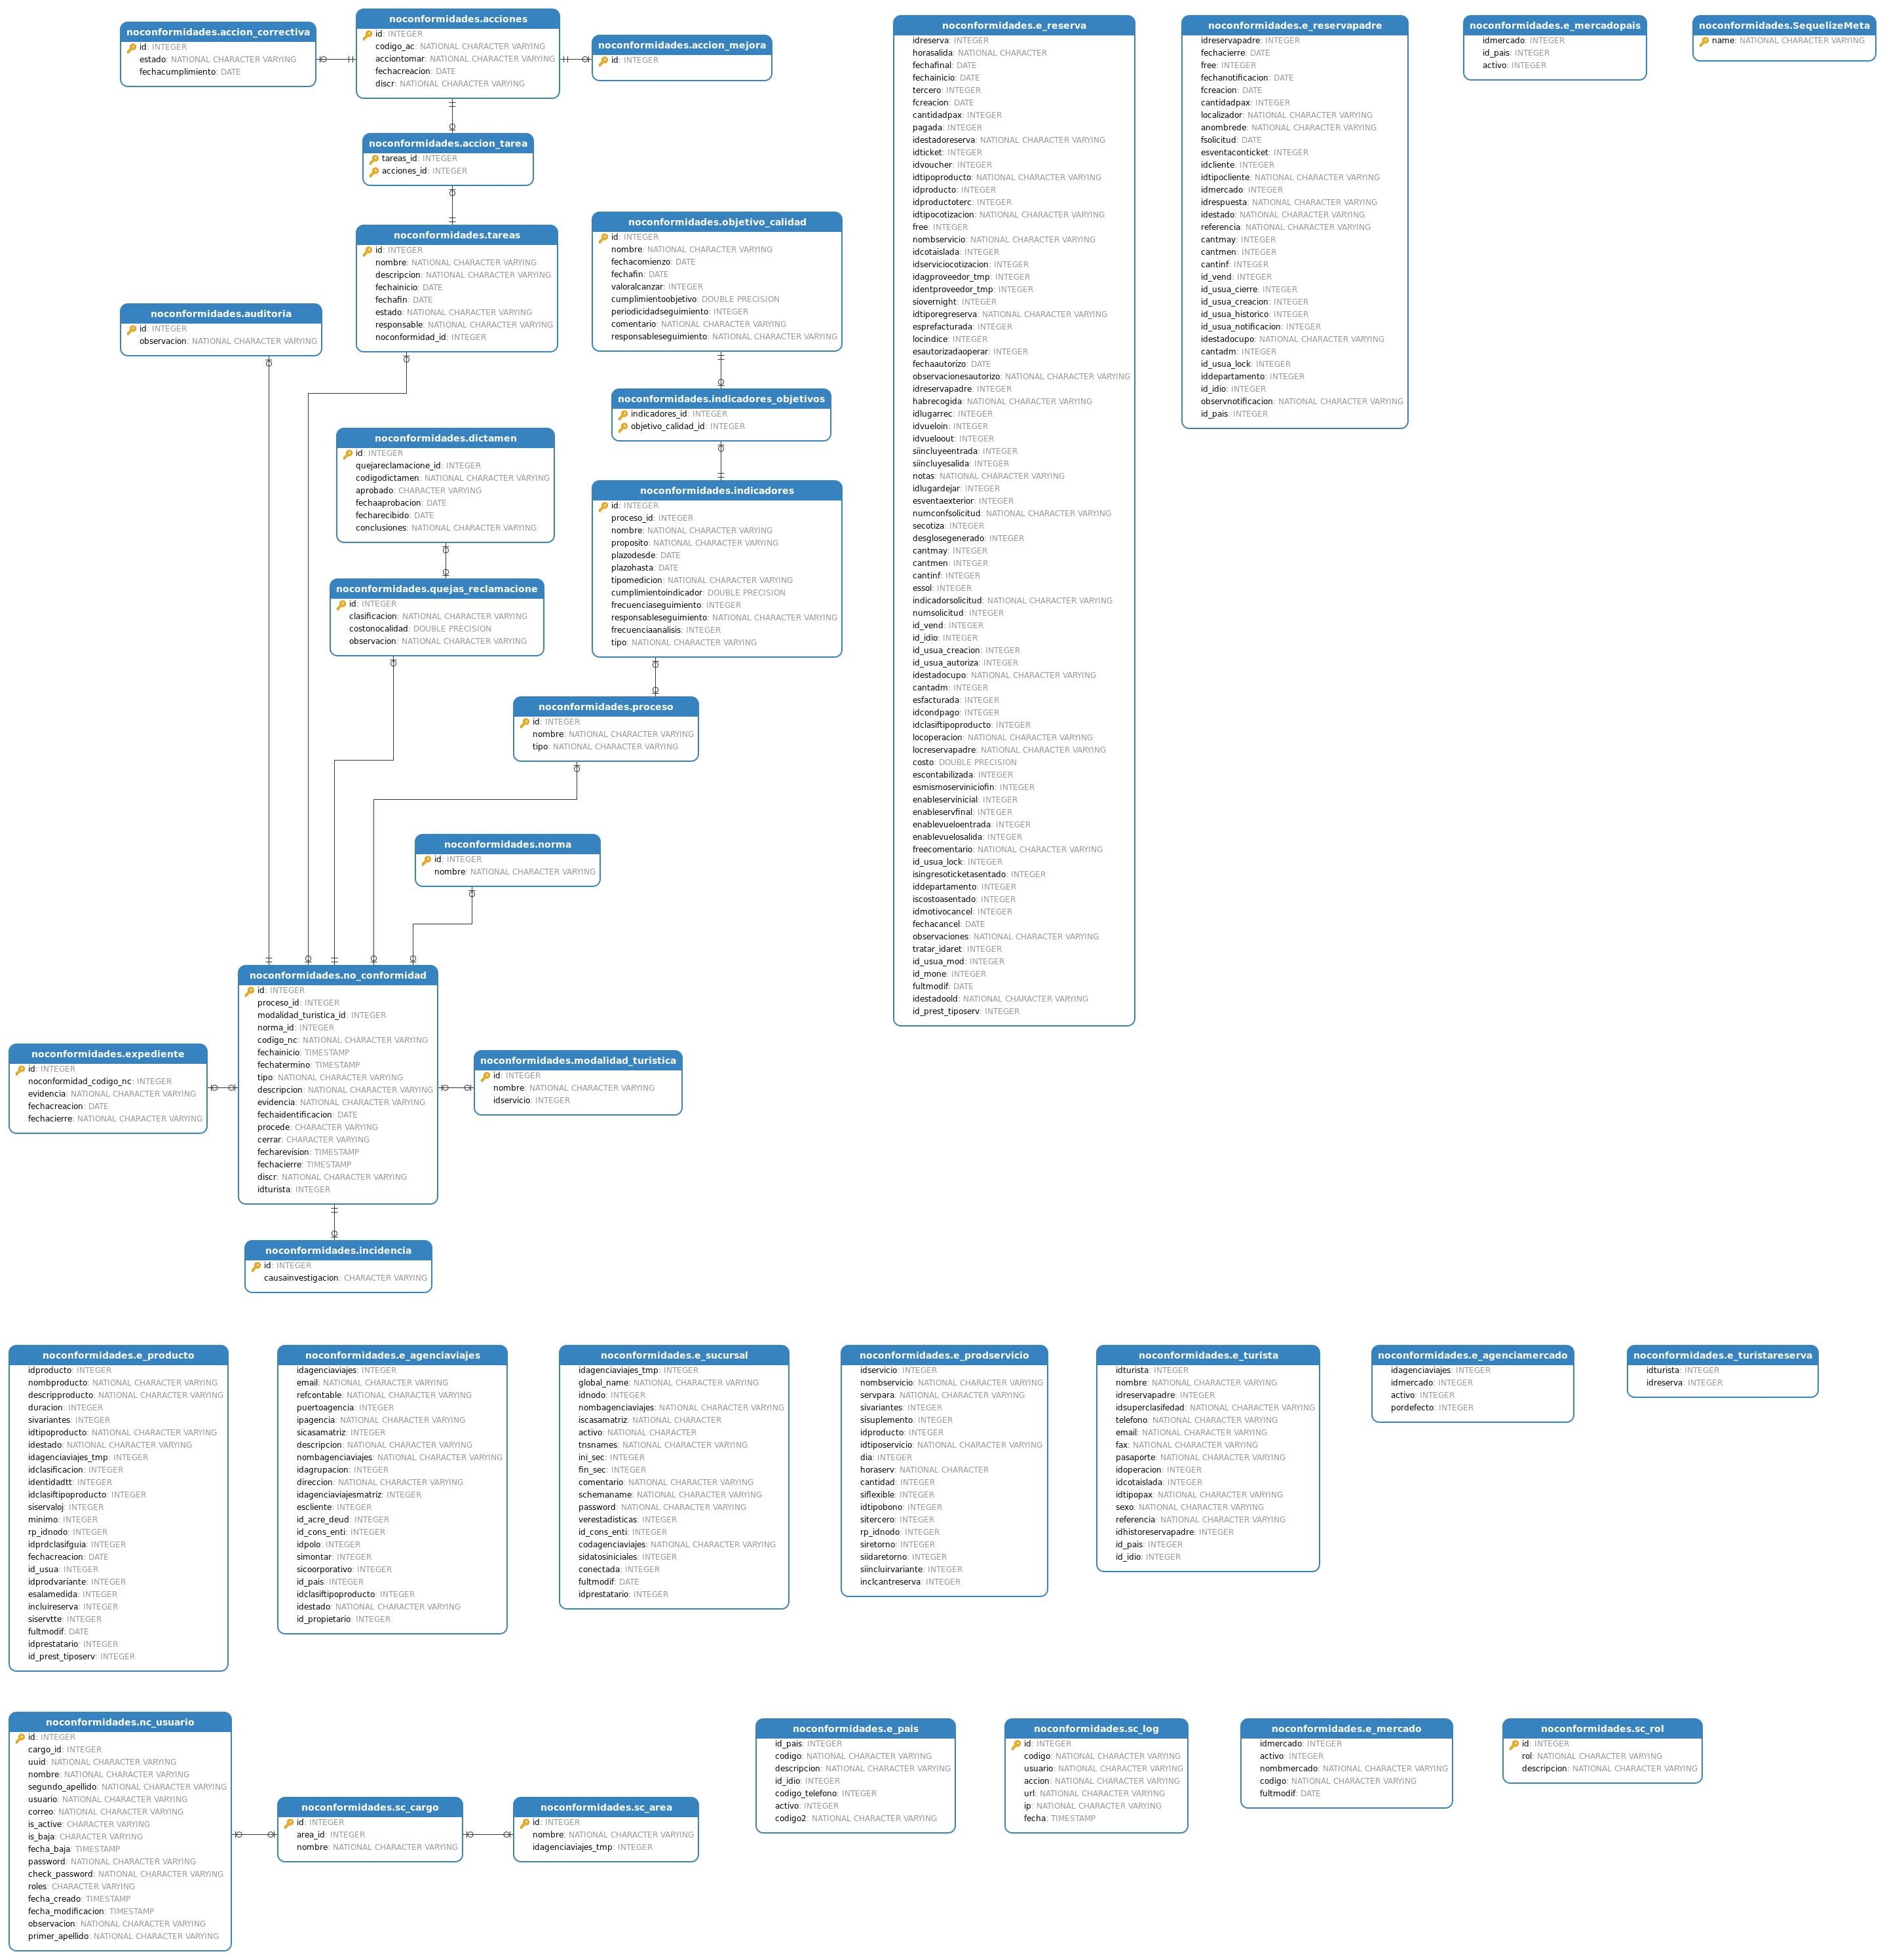 noconformidades.accion_correctiva
id: INTEGER
estado: NATIONAL CHARACTER VARYING
fechacumplimiento: DATE
noconformidades.acciones
id: INTEGER
codigo_ac: NATIONAL CHARACTER VARYING
acciontomar: NATIONAL CHARACTER VARYING
fechacreacion: DATE
discr: NATIONAL CHARACTER VARYING
noconformidades.accion_mejora
id: INTEGER
noconformidades.accion_tarea
tareas_id: INTEGER
acciones_id: INTEGER
noconformidades.tareas
id: INTEGER
nombre: NATIONAL CHARACTER VARYING
descripcion: NATIONAL CHARACTER VARYING
fechainicio: DATE
fechafin: DATE
estado: NATIONAL CHARACTER VARYING
responsable: NATIONAL CHARACTER VARYING
noconformidad_id: INTEGER
noconformidades.objetivo_calidad
id: INTEGER
nombre: NATIONAL CHARACTER VARYING
fechacomienzo: DATE
fechafin: DATE
valoralcanzar: INTEGER
cumplimientoobjetivo: DOUBLE PRECISION
periodicidadseguimiento: INTEGER
comentario: NATIONAL CHARACTER VARYING
responsableseguimiento: NATIONAL CHARACTER VARYING
noconformidades.auditoria
id: INTEGER
observacion: NATIONAL CHARACTER VARYING
noconformidades.indicadores_objetivos
indicadores_id: INTEGER
objetivo_calidad_id: INTEGER
noconformidades.dictamen
id: INTEGER
quejareclamacione_id: INTEGER
codigodictamen: NATIONAL CHARACTER VARYING
aprobado: CHARACTER VARYING
fechaaprobacion: DATE
fecharecibido: DATE
conclusiones: NATIONAL CHARACTER VARYING
noconformidades.indicadores
id: INTEGER
proceso_id: INTEGER
nombre: NATIONAL CHARACTER VARYING
proposito: NATIONAL CHARACTER VARYING
plazodesde: DATE
plazohasta: DATE
tipomedicion: NATIONAL CHARACTER VARYING
cumplimientoindicador: DOUBLE PRECISION
frecuenciaseguimiento: INTEGER
responsableseguimiento: NATIONAL CHARACTER VARYING
frecuenciaanalisis: INTEGER
tipo: NATIONAL CHARACTER VARYING
noconformidades.quejas_reclamacione
id: INTEGER
clasificacion: NATIONAL CHARACTER VARYING
costonocalidad: DOUBLE PRECISION
observacion: NATIONAL CHARACTER VARYING
noconformidades.proceso
id: INTEGER
nombre: NATIONAL CHARACTER VARYING
tipo: NATIONAL CHARACTER VARYING
noconformidades.norma
id: INTEGER
nombre: NATIONAL CHARACTER VARYING
noconformidades.no_conformidad
id: INTEGER
proceso_id: INTEGER
modalidad_turistica_id: INTEGER
norma_id: INTEGER
codigo_nc: NATIONAL CHARACTER VARYING
fechainicio: TIMESTAMP
fechatermino: TIMESTAMP
tipo: NATIONAL CHARACTER VARYING
descripcion: NATIONAL CHARACTER VARYING
evidencia: NATIONAL CHARACTER VARYING
fechaidentificacion: DATE
procede: CHARACTER VARYING
cerrar: CHARACTER VARYING
fecharevision: TIMESTAMP
fechacierre: TIMESTAMP
discr: NATIONAL CHARACTER VARYING
idturista: INTEGER
noconformidades.expediente
id: INTEGER
noconformidad_codigo_nc: INTEGER
evidencia: NATIONAL CHARACTER VARYING
fechacreacion: DATE
fechacierre: NATIONAL CHARACTER VARYING
noconformidades.modalidad_turistica
id: INTEGER
nombre: NATIONAL CHARACTER VARYING
idservicio: INTEGER
noconformidades.incidencia
id: INTEGER
causainvestigacion: CHARACTER VARYING
noconformidades.e_reserva
idreserva: INTEGER
horasalida: NATIONAL CHARACTER
fechafinal: DATE
fechainicio: DATE
tercero: INTEGER
fcreacion: DATE
cantidadpax: INTEGER
pagada: INTEGER
idestadoreserva: NATIONAL CHARACTER VARYING
idticket: INTEGER
idvoucher: INTEGER
idtipoproducto: NATIONAL CHARACTER VARYING
idproducto: INTEGER
idproductoterc: INTEGER
idtipocotizacion: NATIONAL CHARACTER VARYING
free: INTEGER
nombservicio: NATIONAL CHARACTER VARYING
idcotaislada: INTEGER
idserviciocotizacion: INTEGER
idagproveedor_tmp: INTEGER
identproveedor_tmp: INTEGER
siovernight: INTEGER
idtiporegreserva: NATIONAL CHARACTER VARYING
esprefacturada: INTEGER
locindice: INTEGER
esautorizadaoperar: INTEGER
fechaautorizo: DATE
observacionesautorizo: NATIONAL CHARACTER VARYING
idreservapadre: INTEGER
habrecogida: NATIONAL CHARACTER VARYING
idlugarrec: INTEGER
idvueloin: INTEGER
idvueloout: INTEGER
siincluyeentrada: INTEGER
siincluyesalida: INTEGER
notas: NATIONAL CHARACTER VARYING
idlugardejar: INTEGER
esventaexterior: INTEGER
numconfsolicitud: NATIONAL CHARACTER VARYING
secotiza: INTEGER
desglosegenerado: INTEGER
cantmay: INTEGER
cantmen: INTEGER
cantinf: INTEGER
essol: INTEGER
indicadorsolicitud: NATIONAL CHARACTER VARYING
numsolicitud: INTEGER
id_vend: INTEGER
id_idio: INTEGER
id_usua_creacion: INTEGER
id_usua_autoriza: INTEGER
idestadocupo: NATIONAL CHARACTER VARYING
cantadm: INTEGER
esfacturada: INTEGER
idcondpago: INTEGER
idclasiftipoproducto: INTEGER
locoperacion: NATIONAL CHARACTER VARYING
locreservapadre: NATIONAL CHARACTER VARYING
costo: DOUBLE PRECISION
escontabilizada: INTEGER
esmismoserviniciofin: INTEGER
enableservinicial: INTEGER
enableservfinal: INTEGER
enablevueloentrada: INTEGER
enablevuelosalida: INTEGER
freecomentario: NATIONAL CHARACTER VARYING
id_usua_lock: INTEGER
isingresoticketasentado: INTEGER
iddepartamento: INTEGER
iscostoasentado: INTEGER
idmotivocancel: INTEGER
fechacancel: DATE
observaciones: NATIONAL CHARACTER VARYING
tratar_idaret: INTEGER
id_usua_mod: INTEGER
id_mone: INTEGER
fultmodif: DATE
idestadoold: NATIONAL CHARACTER VARYING
id_prest_tiposerv: INTEGER
noconformidades.e_reservapadre
idreservapadre: INTEGER
fechacierre: DATE
free: INTEGER
fechanotificacion: DATE
fcreacion: DATE
cantidadpax: INTEGER
localizador: NATIONAL CHARACTER VARYING
anombrede: NATIONAL CHARACTER VARYING
fsolicitud: DATE
esventaconticket: INTEGER
idcliente: INTEGER
idtipocliente: NATIONAL CHARACTER VARYING
idmercado: INTEGER
idrespuesta: NATIONAL CHARACTER VARYING
idestado: NATIONAL CHARACTER VARYING
referencia: NATIONAL CHARACTER VARYING
cantmay: INTEGER
cantmen: INTEGER
cantinf: INTEGER
id_vend: INTEGER
id_usua_cierre: INTEGER
id_usua_creacion: INTEGER
id_usua_historico: INTEGER
id_usua_notificacion: INTEGER
idestadocupo: NATIONAL CHARACTER VARYING
cantadm: INTEGER
id_usua_lock: INTEGER
iddepartamento: INTEGER
id_idio: INTEGER
observnotificacion: NATIONAL CHARACTER VARYING
id_pais: INTEGER
noconformidades.e_mercadopais
idmercado: INTEGER
id_pais: INTEGER
activo: INTEGER
noconformidades.SequelizeMeta
name: NATIONAL CHARACTER VARYING
noconformidades.e_producto
idproducto: INTEGER
nombproducto: NATIONAL CHARACTER VARYING
descripproducto: NATIONAL CHARACTER VARYING
duracion: INTEGER
sivariantes: INTEGER
idtipoproducto: NATIONAL CHARACTER VARYING
idestado: NATIONAL CHARACTER VARYING
idagenciaviajes_tmp: INTEGER
idclasificacion: INTEGER
identidadtt: INTEGER
idclasiftipoproducto: INTEGER
siservaloj: INTEGER
minimo: INTEGER
rp_idnodo: INTEGER
idprdclasifguia: INTEGER
fechacreacion: DATE
id_usua: INTEGER
idprodvariante: INTEGER
esalamedida: INTEGER
incluireserva: INTEGER
siservtte: INTEGER
fultmodif: DATE
idprestatario: INTEGER
id_prest_tiposerv: INTEGER
noconformidades.e_agenciaviajes
idagenciaviajes: INTEGER
email: NATIONAL CHARACTER VARYING
refcontable: NATIONAL CHARACTER VARYING
puertoagencia: INTEGER
ipagencia: NATIONAL CHARACTER VARYING
sicasamatriz: INTEGER
descripcion: NATIONAL CHARACTER VARYING
nombagenciaviajes: NATIONAL CHARACTER VARYING
idagrupacion: INTEGER
direccion: NATIONAL CHARACTER VARYING
idagenciaviajesmatriz: INTEGER
escliente: INTEGER
id_acre_deud: INTEGER
id_cons_enti: INTEGER
idpolo: INTEGER
simontar: INTEGER
sicoorporativo: INTEGER
id_pais: INTEGER
idclasiftipoproducto: INTEGER
idestado: NATIONAL CHARACTER VARYING
id_propietario: INTEGER
noconformidades.e_sucursal
idagenciaviajes_tmp: INTEGER
global_name: NATIONAL CHARACTER VARYING
idnodo: INTEGER
nombagenciaviajes: NATIONAL CHARACTER VARYING
iscasamatriz: NATIONAL CHARACTER
activo: NATIONAL CHARACTER
tnsnames: NATIONAL CHARACTER VARYING
ini_sec: INTEGER
fin_sec: INTEGER
comentario: NATIONAL CHARACTER VARYING
schemaname: NATIONAL CHARACTER VARYING
password: NATIONAL CHARACTER VARYING
verestadisticas: INTEGER
id_cons_enti: INTEGER
codagenciaviajes: NATIONAL CHARACTER VARYING
sidatosiniciales: INTEGER
conectada: INTEGER
fultmodif: DATE
idprestatario: INTEGER
noconformidades.e_prodservicio
idservicio: INTEGER
nombservicio: NATIONAL CHARACTER VARYING
servpara: NATIONAL CHARACTER VARYING
sivariantes: INTEGER
sisuplemento: INTEGER
idproducto: INTEGER
idtiposervicio: NATIONAL CHARACTER VARYING
dia: INTEGER
horaserv: NATIONAL CHARACTER
cantidad: INTEGER
siflexible: INTEGER
idtipobono: INTEGER
sitercero: INTEGER
rp_idnodo: INTEGER
siretorno: INTEGER
siidaretorno: INTEGER
siincluirvariante: INTEGER
inclcantreserva: INTEGER
noconformidades.e_turista
idturista: INTEGER
nombre: NATIONAL CHARACTER VARYING
idreservapadre: INTEGER
idsuperclasifedad: NATIONAL CHARACTER VARYING
telefono: NATIONAL CHARACTER VARYING
email: NATIONAL CHARACTER VARYING
fax: NATIONAL CHARACTER VARYING
pasaporte: NATIONAL CHARACTER VARYING
idoperacion: INTEGER
idcotaislada: INTEGER
idtipopax: NATIONAL CHARACTER VARYING
sexo: NATIONAL CHARACTER VARYING
referencia: NATIONAL CHARACTER VARYING
idhistoreservapadre: INTEGER
id_pais: INTEGER
id_idio: INTEGER
noconformidades.e_agenciamercado
idagenciaviajes: INTEGER
idmercado: INTEGER
activo: INTEGER
pordefecto: INTEGER
noconformidades.e_turistareserva
idturista: INTEGER
idreserva: INTEGER
noconformidades.nc_usuario
id: INTEGER
cargo_id: INTEGER
uuid: NATIONAL CHARACTER VARYING
nombre: NATIONAL CHARACTER VARYING
segundo_apellido: NATIONAL CHARACTER VARYING
usuario: NATIONAL CHARACTER VARYING
correo: NATIONAL CHARACTER VARYING
is_active: CHARACTER VARYING
is_baja: CHARACTER VARYING
fecha_baja: TIMESTAMP
password: NATIONAL CHARACTER VARYING
check_password: NATIONAL CHARACTER VARYING
roles: CHARACTER VARYING
fecha_creado: TIMESTAMP
fecha_modificacion: TIMESTAMP
observacion: NATIONAL CHARACTER VARYING
primer_apellido: NATIONAL CHARACTER VARYING
noconformidades.sc_cargo
id: INTEGER
area_id: INTEGER
nombre: NATIONAL CHARACTER VARYING
noconformidades.sc_area
id: INTEGER
nombre: NATIONAL CHARACTER VARYING
idagenciaviajes_tmp: INTEGER
noconformidades.e_pais
id_pais: INTEGER
codigo: NATIONAL CHARACTER VARYING
descripcion: NATIONAL CHARACTER VARYING
id_idio: INTEGER
codigo_telefono: INTEGER
activo: INTEGER
codigo2: NATIONAL CHARACTER VARYING
noconformidades.sc_log
id: INTEGER
codigo: NATIONAL CHARACTER VARYING
usuario: NATIONAL CHARACTER VARYING
accion: NATIONAL CHARACTER VARYING
url: NATIONAL CHARACTER VARYING
ip: NATIONAL CHARACTER VARYING
fecha: TIMESTAMP
noconformidades.e_mercado
idmercado: INTEGER
activo: INTEGER
nombmercado: NATIONAL CHARACTER VARYING
codigo: NATIONAL CHARACTER VARYING
fultmodif: DATE
noconformidades.sc_rol
id: INTEGER
rol: NATIONAL CHARACTER VARYING
descripcion: NATIONAL CHARACTER VARYING